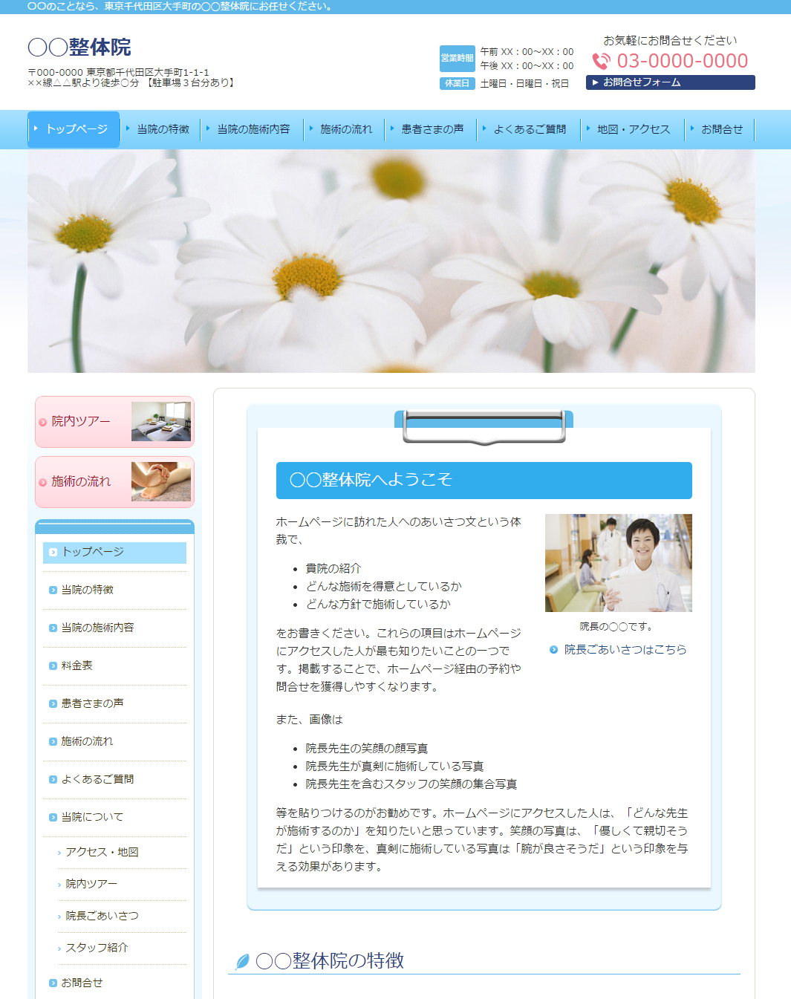 〇〇のことなら、東京千代田区大手町の〇〇整体院にお任せください。
〇〇整体院
〒000-0000 東京都千代田区大手町1-1-1
××線△△駅より徒歩〇分 【駐車場３台分あり】
営業時間
午前 XX：00～XX：00
午後 XX：00～XX：00
休業日
土曜日・日曜日・祝日
お気軽にお問合せください
03-0000-0000
お問合せフォーム
トップページ
当院の特徴
当院の施術内容
施術の流れ
患者さまの声
よくあるご質問
地図・アクセス
お問合せ
院内ツアー
施術の流れ
トップページ
当院の特徴
当院の施術内容
料金表
患者さまの声
施術の流れ
よくあるご質問
当院について
アクセス・地図
院内ツアー
院長ごあいさつ
スタッフ紹介
お問合せ
〇〇整体院へようこそ
ホームページに訪れた人へのあいさつ文という体
裁で、
• 貴院の紹介
• どんな施術を得意としているか
• どんな方針で施術しているか
をお書きください。これらの項目はホームページ
にアクセスした人が最も知りたいことの一つで
す。掲載することで、ホームページ経由の予約や
問合せを獲得しやすくなります。
院長の〇〇です。
院長ごあいさつはこちら
また、画像は
• 院長先生の笑顔の顔写真
• 院長先生が真剣に施術している写真
• 院長先生を含むスタッフの笑顔の集合写真
等を貼りつけるのがお勧めです。ホームページにアクセスした人は、「どんな先生
が施術するのか」を知りたいと思っています。笑顔の写真は、「優しくて親切そう
だ」という印象を、真剣に施術している写真は「腕が良さそうだ」という印象を与
える効果があります。
〇〇整体院の特徴